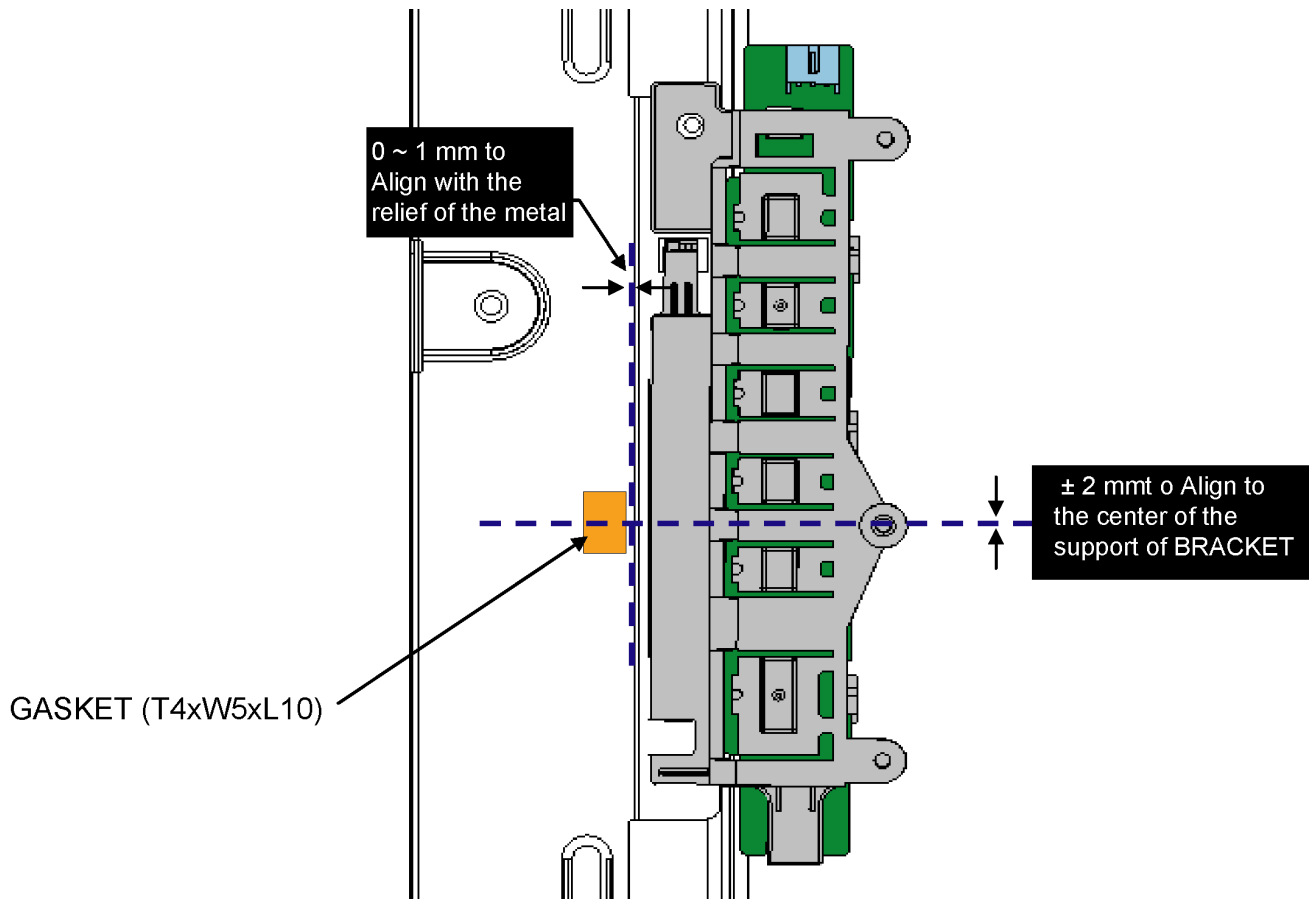 0 ~ 1 mm to
Align with the
relief of the metal
± 2 mmt o Align to
the center of the
support of BRACKET
GASKET (T4xW5xL10)